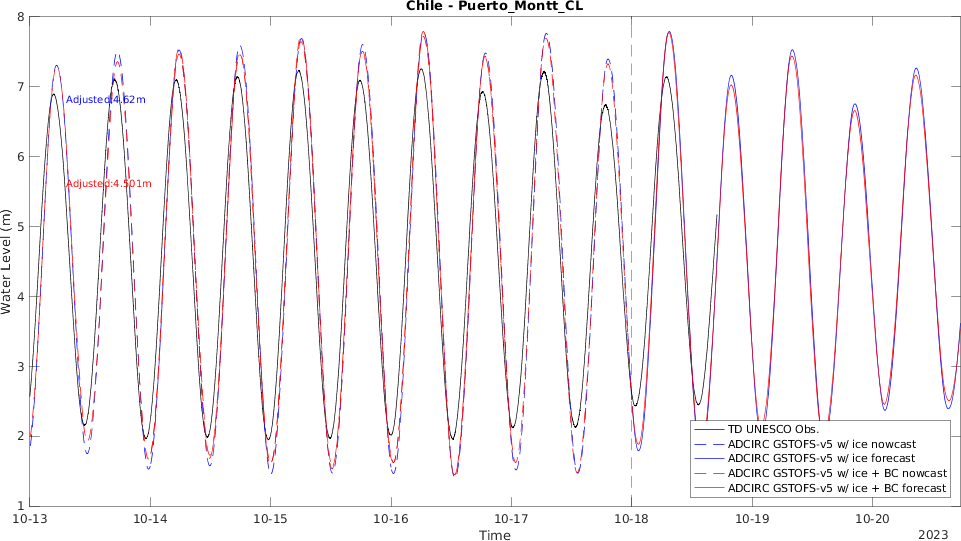 Chile - Puerto_Montt_CL
8
7
6
5
4
3
2
1
Water Level (m)
Adjusted:4.62m
Adjusted:4.501m
TD UNESCO Obs.
ADCIRC GSTOFS-v5 w/ ice nowcast
ADCIRC GSTOFS-v5 w/ ice forecast
ADCIRC GSTOFS-v5 w/ ice + BC nowcast
ADCIRC GSTOFS-v5 w/ ice + BC forecast
10-13 10-14 10-15 10-16 10-17 10-18 10-19 10-20
Time
2023